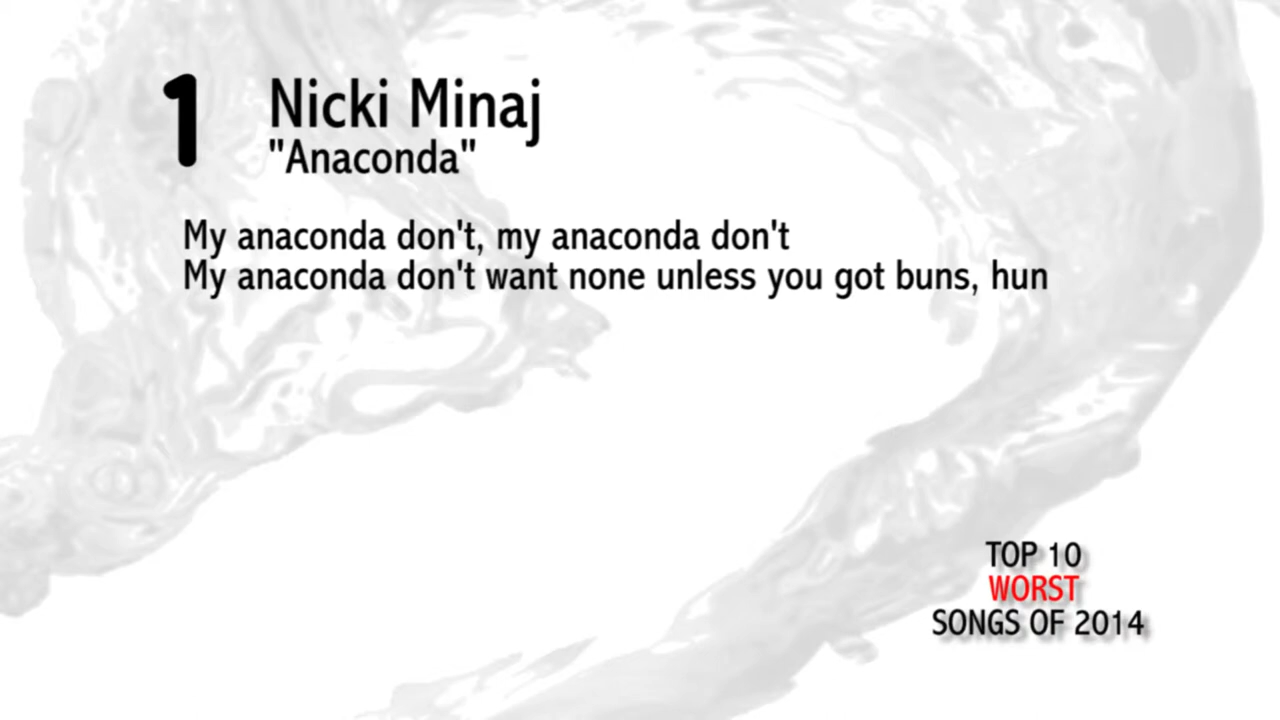 1
Nicki Minaj
"Anaconda"
My anaconda don't, my anaconda don't
My anaconda don't want none unless you got buns, hun
TOP 10
WORST
SONGS OF 2014